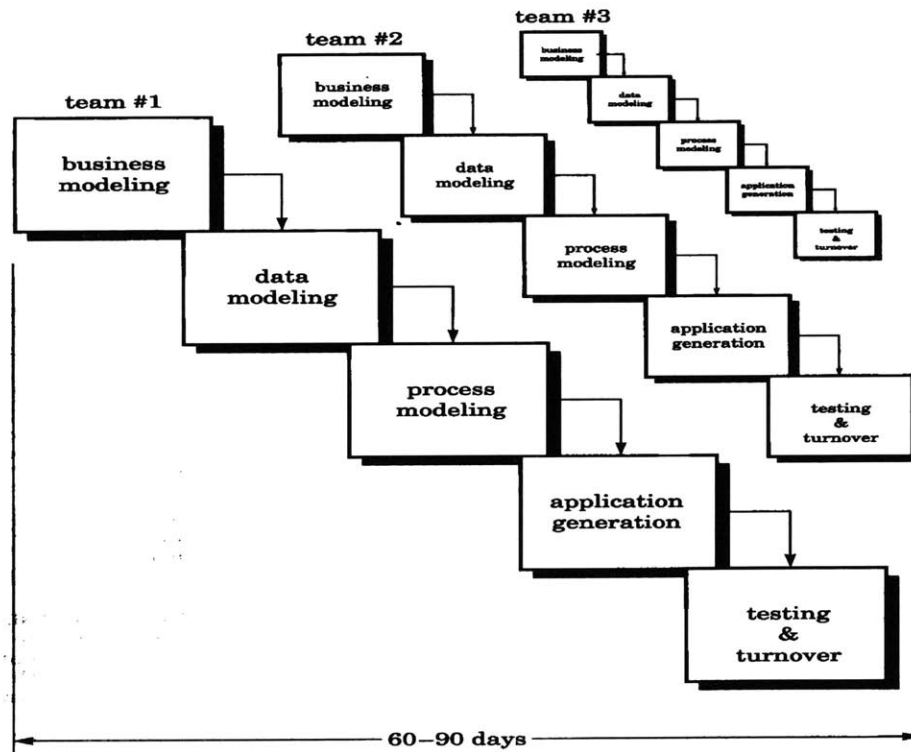 team #1
business
modeling
data
modeling
process
modeling
application
generation
testing
&
turnover
team #2
business
modeling
data
modeling
process
modeling
application
generation
testing
&
turnover
team #3
business
modeling
data
modeling
process
modeling
application
generation
testing
&
turnover
60–90 days